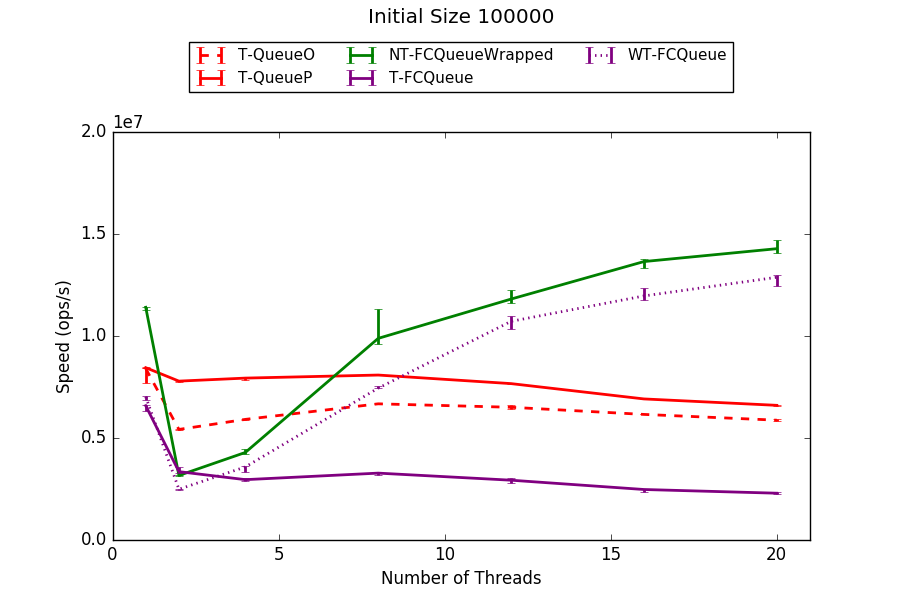 Initial Size 100000
T-QueueO NT-FCQueueWrapped WT-FCQueue
T-QueueP T-FCQueue
1e7
2.0
1.5
1.0
0.5
0.0
Speed (ops/s)
0 5 10 15 20
Number of Threads